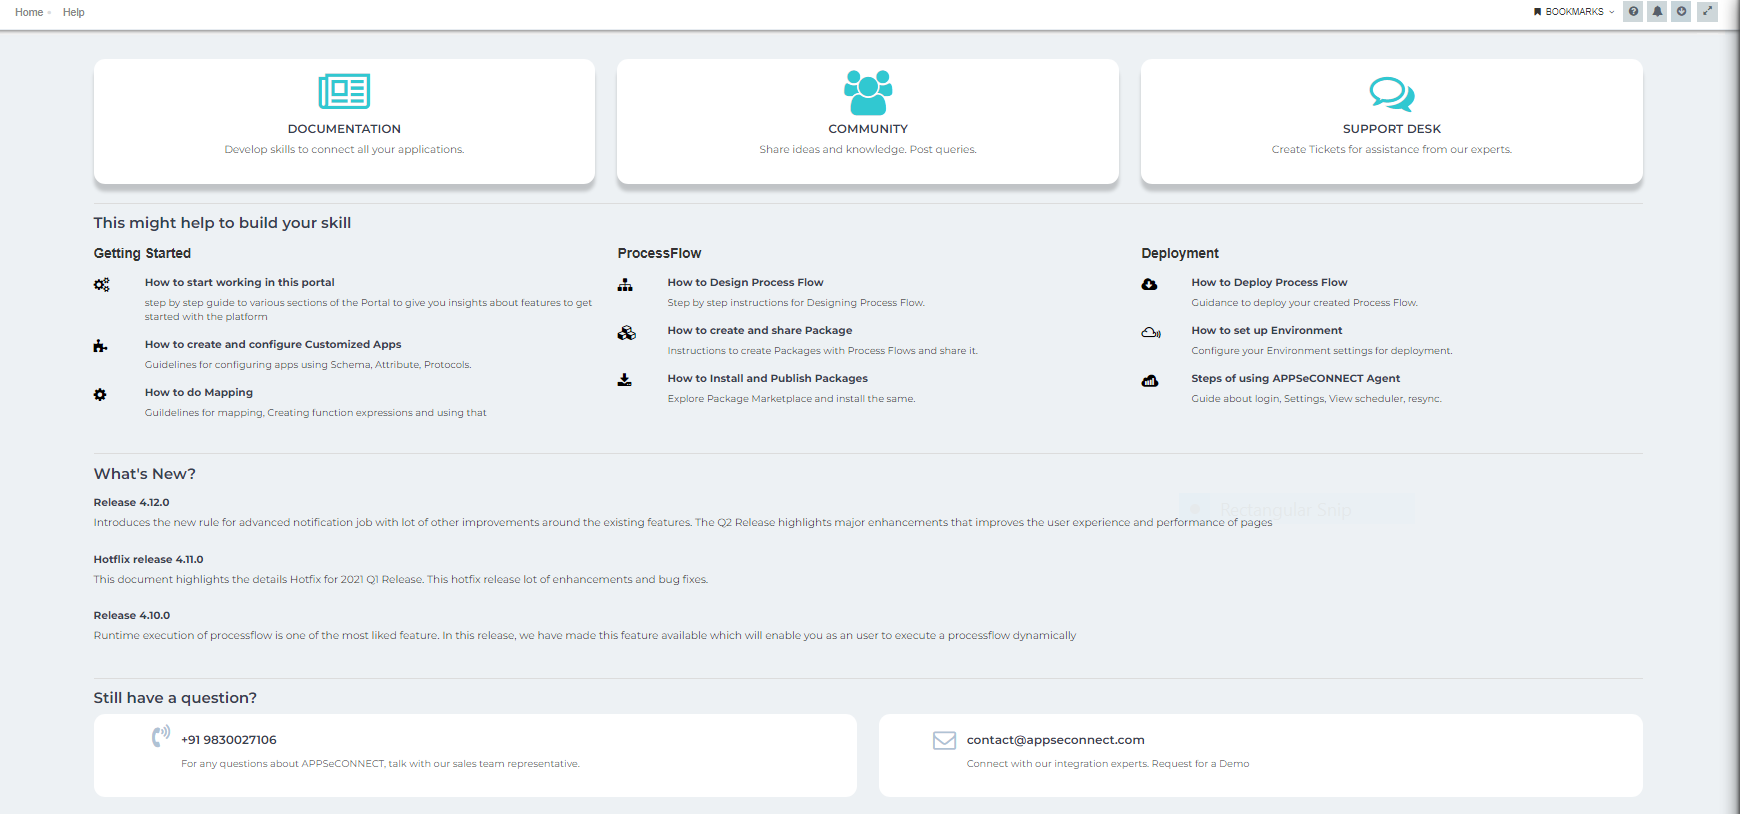 Home Help
BOOKMARKS
DOCUMENTATION
Develop skills to connect all your applications.
COMMUNITY
Share ideas and knowledge. Post queries.
SUPPORT DESK
Create Tickets for assistance from our experts.
This might help to build your skill
Getting Started
How to start working in this portal
step by step guide to various sections of the Portal to give you insights about features to get
started with the platform
How to create and configure Customized Apps
Guidelines for configuring apps using Schema, Attribute, Protocols.
How to do Mapping
Guildelines for mapping, Creating function expressions and using that
ProcessFlow
How to Design Process Flow
Step by step instructions for Designing Process Flow.
How to create and share Package
Instructions to create Packages with Process Flows and share it.
How to Install and Publish Packages
Explore Package Marketplace and install the same.
Deployment
How to Deploy Process Flow
Guidance to deploy your created Process Flow.
How to set up Environment
Configure your Environment settings for deployment.
Steps of using APPSeCONNECT Agent
Guide about login, Settings, View scheduler, resync.
What's New?
Release 4.12.0
Rectangular Snip
Introduces the new rule for advanced notification job with lot of other improvements around the existing features. The Q2 Release highlights major enhancements that improves the user experience and performance of pages
Hotflix release 4.11.0
This document highlights the details Hotfix for 2021 Q1 Release. This hotfix release lot of enhancements and bug fixes.
Release 4.10.0
Runtime execution of processflow is one of the most liked feature. In this release, we have made this feature available which will enable you as an user to execute a processflow dynamically
Still have a question?
+91 9830027106
For any questions about APPSeCONNECT, talk with our sales team representative.
contact@appseconnect.com
Connect with our integration experts. Request for a Demo